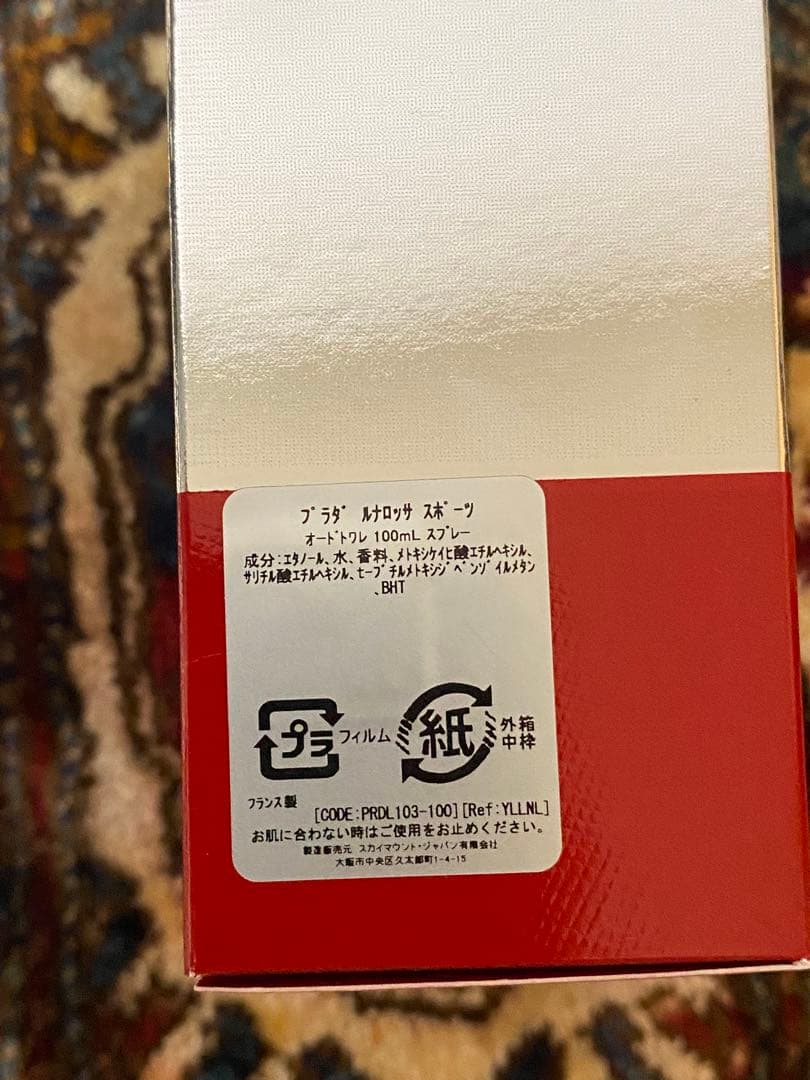 プラダ ルナロッサ スポーツ
オードトワレ 100mL スプレー
成分:エタノール、水、香料、メトキシケイヒ酸エチルヘキシル、
サリチル酸エチルヘキシル、t-ブチルメトキシジベンゾイルメタン
、BHT
プラ フィルム 紙 外箱
中枠
フランス製
[CODE:PRDL103-100][Ref:YLLNL]
お肌に合わない時はご使用をお止めください。
製造販売元 スカイマウント・ジャパン有限会社
大阪市中央区久太郎町1-4-15